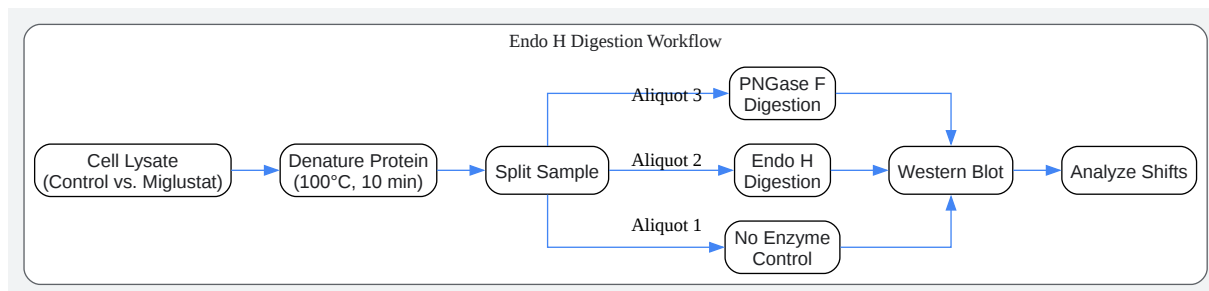 Endo H Digestion Workflow
Cell Lysate
(Control vs. Miglustat)
Denature Protein
(100°C, 10 min)
Split Sample
Aliquot 3
PNGase F
Digestion
Aliquot 2
Endo H
Digestion
Aliquot 1
No Enzyme
Control
Western Blot
Analyze Shifts